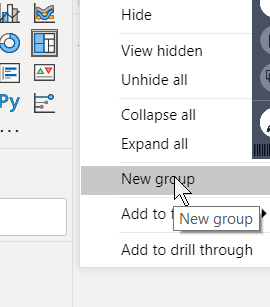 Hide
View hidden
Unhide all
Py
Collapse all
Expand all
New group
Add to
New group
Add to drill through